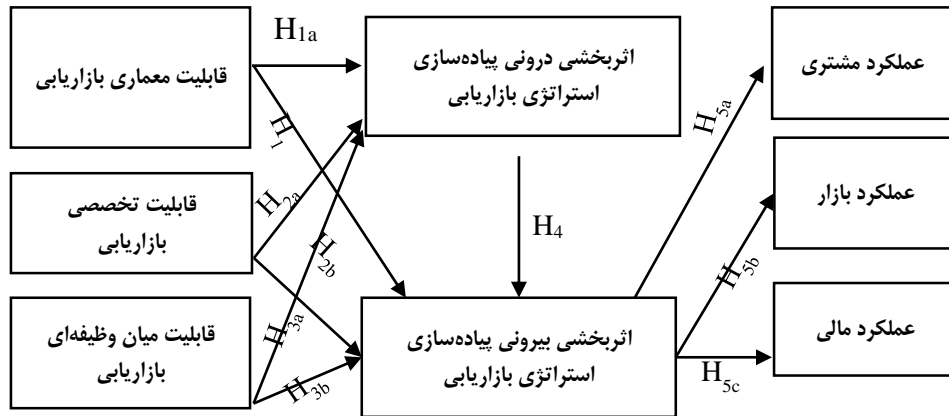 قابلیت معماری بازاریابی
H1a
اثربخشی درونی پیاده‌سازی
استراتژی بازاریابی
عملکرد مشتری
H1
H5a
قابلیت تخصصی
بازاریابی
H2a
H2b
H4
عملکرد بازار
H5b
قابلیت میان وظیفه‌ای
بازاریابی
H3a
H3b
اثربخشی بیرونی پیاده‌سازی
استراتژی بازاریابی
H5c
عملکرد مالی